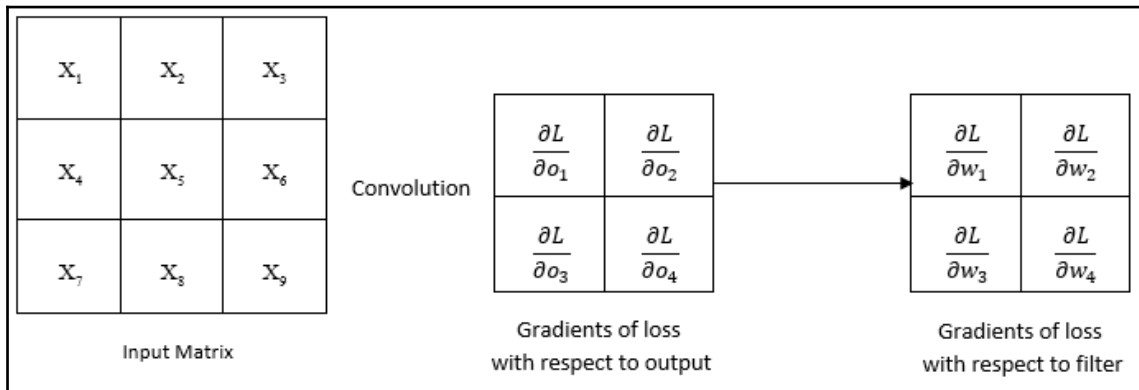 X₁ X₂ X₃
X₄ X₅ X₆
X₇ X₈ X₉
Input Matrix
Convolution
∂L/∂o₁ ∂L/∂o₂
∂L/∂o₃ ∂L/∂o₄
Gradients of loss
with respect to output
∂L/∂w₁ ∂L/∂w₂
∂L/∂w₃ ∂L/∂w₄
Gradients of loss
with respect to filter